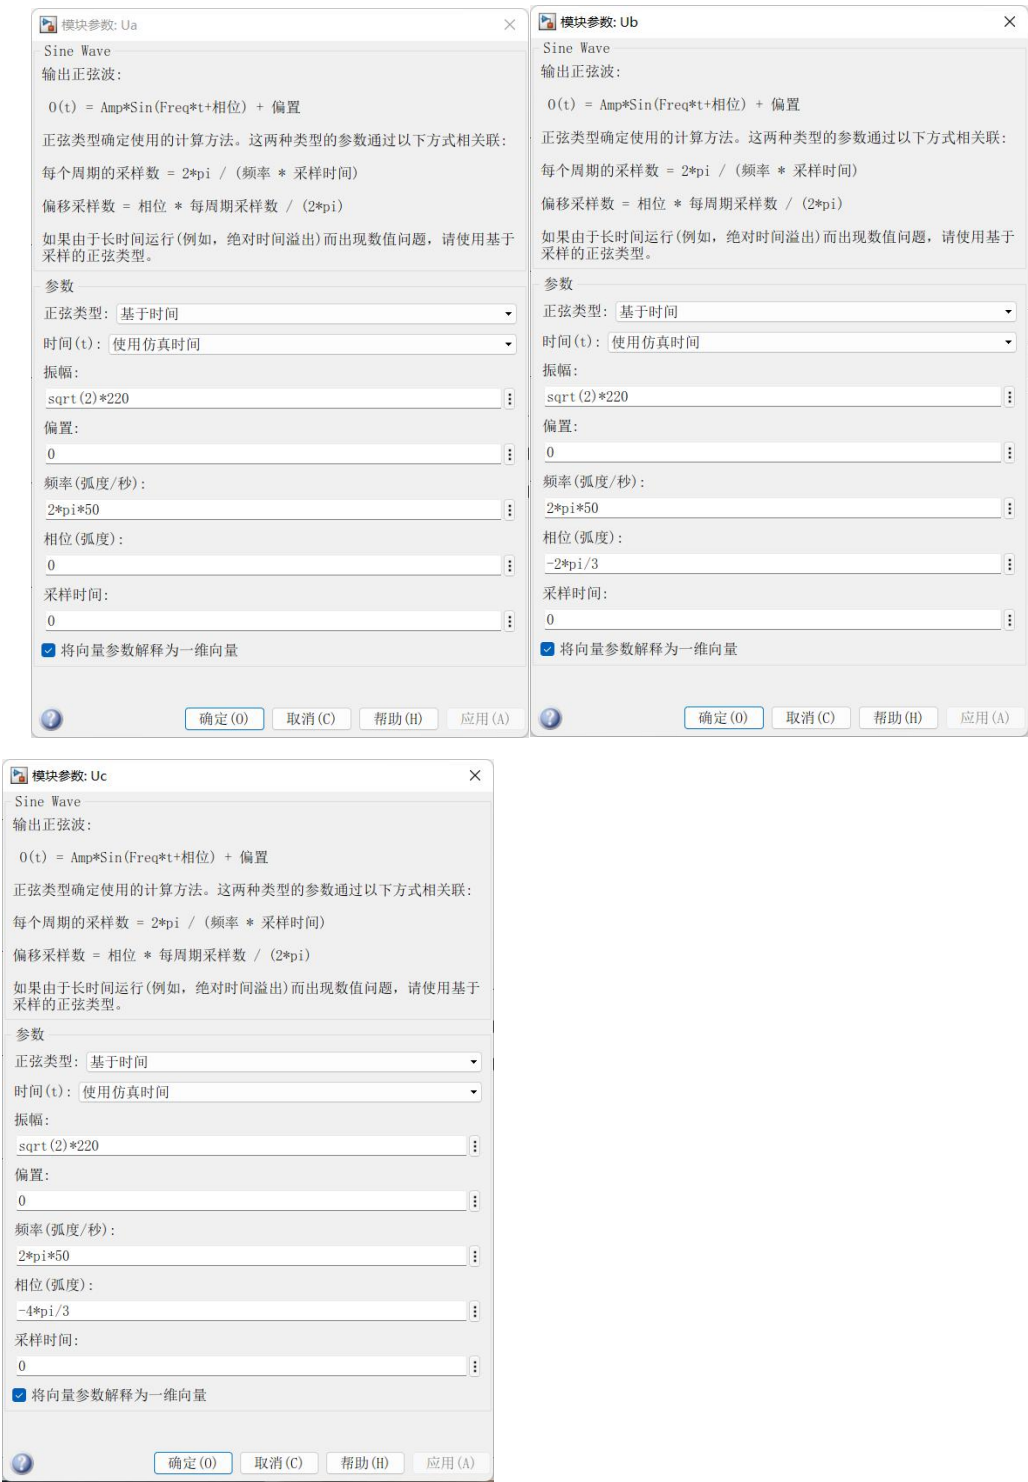 模块参数: Ua
Sine Wave
输出正弦波:
O(t) = Amp*Sin(Freq*t+相位) + 偏置
正弦类型确定使用的计算方法。这两种类型的参数通过以下方式相关联:
每个周期的采样数 = 2*pi / (频率 * 采样时间)
偏移采样数 = 相位 * 每周期采样数 / (2*pi)
如果由于长时间运行(例如, 绝对时间溢出)而出现数值问题, 请使用基于
采样的正弦类型。
参数
正弦类型: 基于时间
时间(t): 使用仿真时间
振幅:
sqrt(2)*220
偏置:
0
频率(弧度/秒):
2*pi*50
相位(弧度):
0
采样时间:
0
将向量参数解释为一维向量
确定(O) 取消(C) 帮助(H) 应用(A)
模块参数: Ub
Sine Wave
输出正弦波:
O(t) = Amp*Sin(Freq*t+相位) + 偏置
正弦类型确定使用的计算方法。这两种类型的参数通过以下方式相关联:
每个周期的采样数 = 2*pi / (频率 * 采样时间)
偏移采样数 = 相位 * 每周期采样数 / (2*pi)
如果由于长时间运行(例如, 绝对时间溢出)而出现数值问题, 请使用基于
采样的正弦类型。
参数
正弦类型: 基于时间
时间(t): 使用仿真时间
振幅:
sqrt(2)*220
偏置:
0
频率(弧度/秒):
2*pi*50
相位(弧度):
-2*pi/3
采样时间:
0
将向量参数解释为一维向量
确定(O) 取消(C) 帮助(H) 应用(A)
模块参数: Uc
Sine Wave
输出正弦波:
O(t) = Amp*Sin(Freq*t+相位) + 偏置
正弦类型确定使用的计算方法。这两种类型的参数通过以下方式相关联:
每个周期的采样数 = 2*pi / (频率 * 采样时间)
偏移采样数 = 相位 * 每周期采样数 / (2*pi)
如果由于长时间运行(例如, 绝对时间溢出)而出现数值问题, 请使用基于
采样的正弦类型。
参数
正弦类型: 基于时间
时间(t): 使用仿真时间
振幅:
sqrt(2)*220
偏置:
0
频率(弧度/秒):
2*pi*50
相位(弧度):
-4*pi/3
采样时间:
0
将向量参数解释为一维向量
确定(O) 取消(C) 帮助(H) 应用(A)